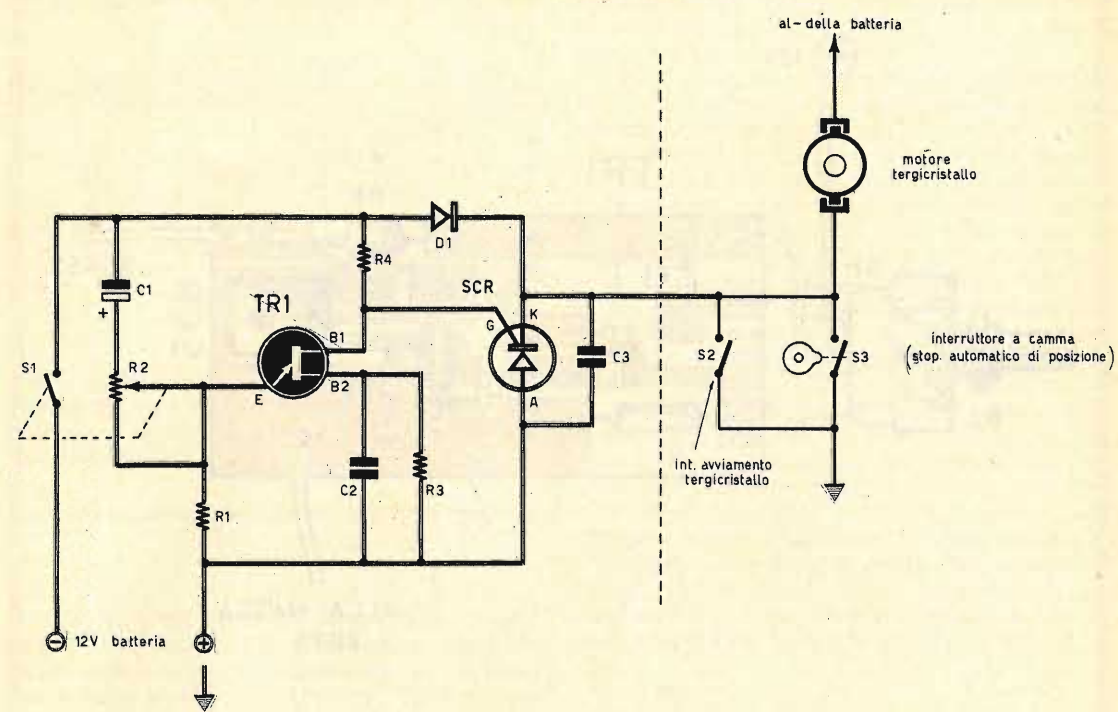 al- della batteria
motore
tergicristallo
D1
R4
C1
+
TR1
SCR
K
G
B1
S1
R2
C3
S2
S3
interruttore a camma
(stop. automatico di posizione)
E
B2
A
int. avviamento
tergicristallo
C2
R3
R1
- 12V batteria +